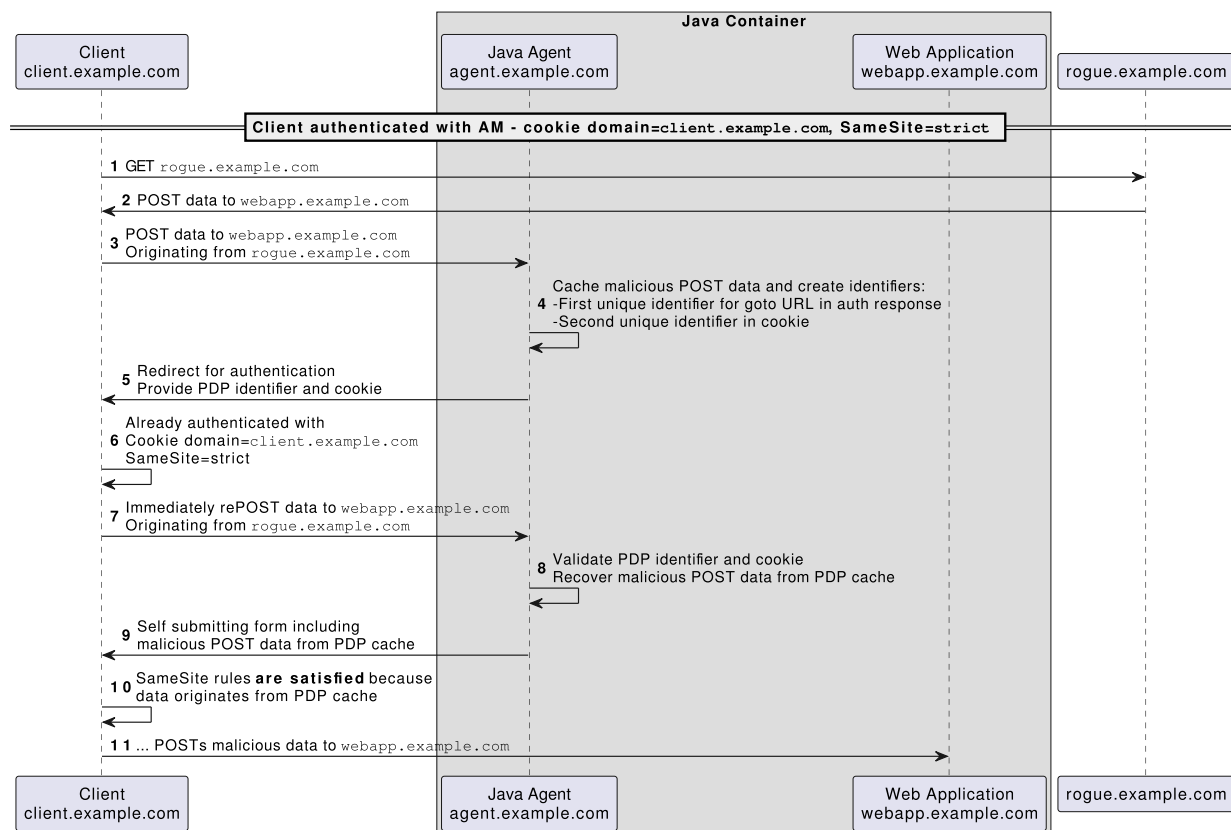 Java Container
Client
client.example.com
Java Agent
agent.example.com
Web Application
webapp.example.com
rogue.example.com
Client authenticated with AM - cookie domain=client.example.com, SameSite=strict
1 GET rogue.example.com
2 POST data to webapp.example.com
3 POST data to webapp.example.com
Originating from rogue.example.com
Cache malicious POST data and create identifiers:
4 -First unique identifier for goto URL in auth response
-Second unique identifier in cookie
5 Redirect for authentication
Provide PDP identifier and cookie
Already authenticated with
6 Cookie domain=client.example.com
SameSite=strict
7 Immediately rePOST data to webapp.example.com
Originating from rogue.example.com
8 Validate PDP identifier and cookie
Recover malicious POST data from PDP cache
9 Self submitting form including
malicious POST data from PDP cache
10 SameSite rules are satisfied because
data originates from PDP cache
11 ... POSTs malicious data to webapp.example.com
Client
client.example.com
Java Agent
agent.example.com
Web Application
webapp.example.com
rogue.example.com